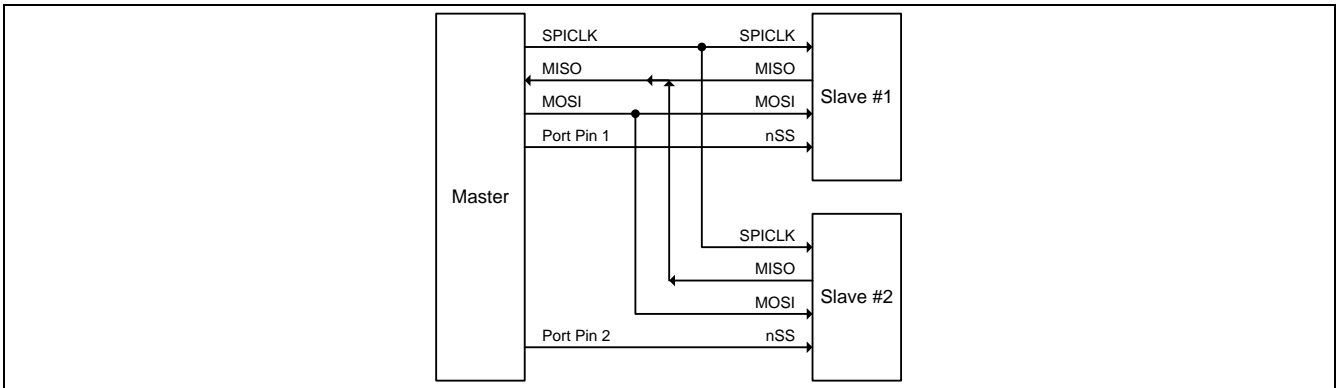 SPICLK SPICLK
MISO MISO
MOSI MOSI
Slave #1
Port Pin 1 nSS
Master
SPICLK
MISO
MOSI
Slave #2
Port Pin 2 nSS